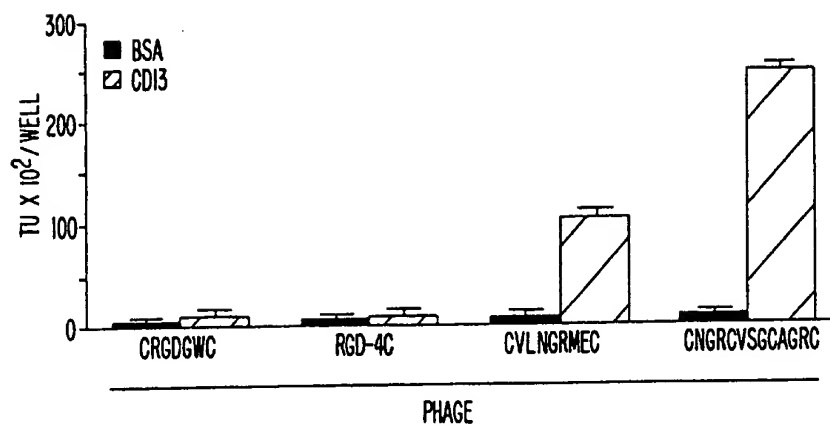 300
200
100
0
TU X 10²/WELL
BSA
CD13
CRGDGWC
RGD-4C
CVLNGRMEC
CNGRCVSGCAGRC
PHAGE